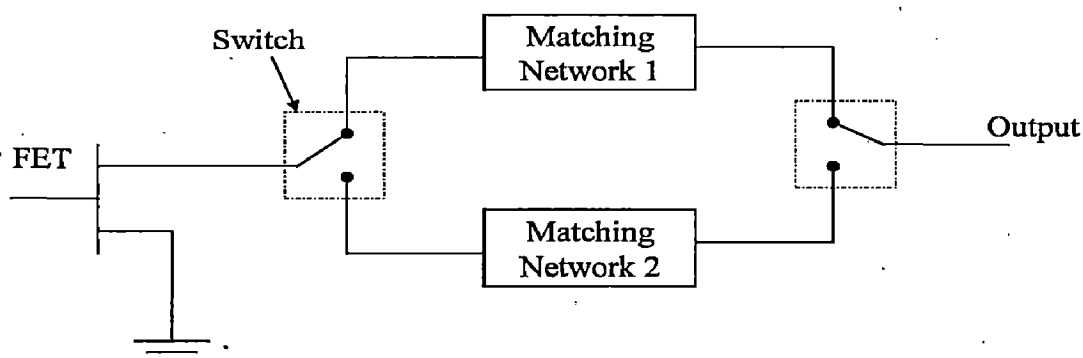 Switch
Matching
Network 1
FET
Output
Matching
Network 2